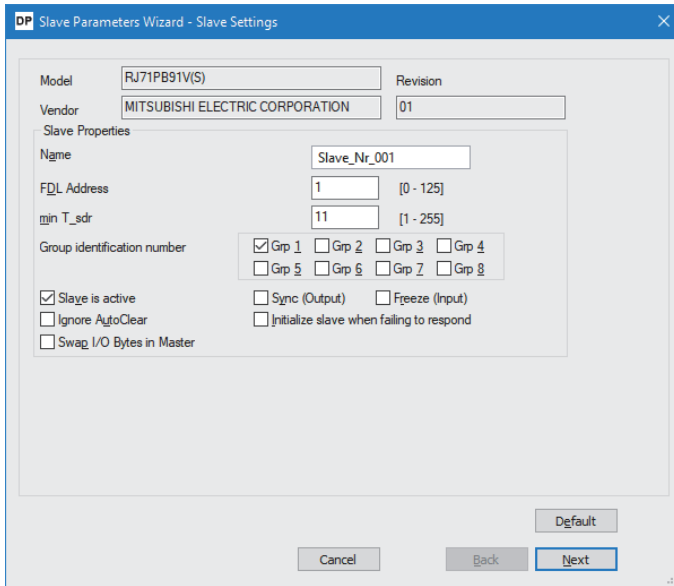 DP Slave Parameters Wizard - Slave Settings
Model RJ71PB91V(S) Revision
Vendor MITSUBISHI ELECTRIC CORPORATION 01
Slave Properties
Name Slave_Nr_001
FDL Address 1 [0 - 125]
min T_sdr 11 [1 - 255]
Group identification number Grp 1 Grp 2 Grp 3 Grp 4
Grp 5 Grp 6 Grp 7 Grp 8
Slave is active Sync (Output) Freeze (Input)
Ignore AutoClear Initialize slave when failing to respond
Swap I/O Bytes in Master
Default
Cancel Back Next